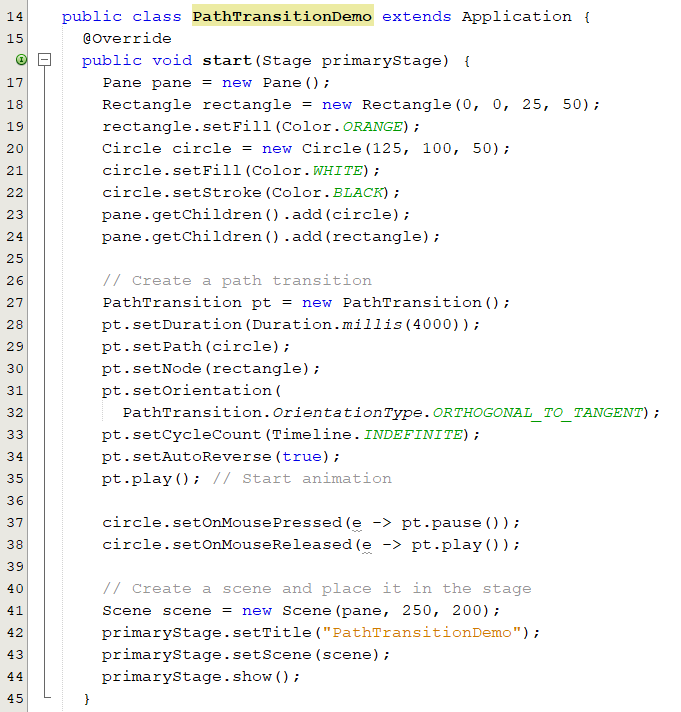 14 public class PathTransitionDemo extends Application {
15 @Override
public void start(Stage primaryStage) {
17 Pane pane = new Pane();
18 Rectangle rectangle = new Rectangle(0, 0, 25, 50);
19 rectangle.setFill(Color.ORANGE);
20 Circle circle = new Circle(125, 100, 50);
21 circle.setFill(Color.WHITE);
22 circle.setStroke(Color.BLACK);
23 pane.getChildren().add(circle);
24 pane.getChildren().add(rectangle);
25
26 // Create a path transition
27 PathTransition pt = new PathTransition();
28 pt.setDuration(Duration.millis(4000));
29 pt.setPath(circle);
30 pt.setNode(rectangle);
31 pt.setOrientation(
32 PathTransition.OrientationType.ORTHOGONAL_TO_TANGENT);
33 pt.setCycleCount(Timeline.INDEFINITE);
34 pt.setAutoReverse(true);
35 pt.play(); // Start animation
36
37 circle.setOnMousePressed(e -> pt.pause());
38 circle.setOnMouseReleased(e -> pt.play());
39
40 // Create a scene and place it in the stage
41 Scene scene = new Scene(pane, 250, 200);
42 primaryStage.setTitle("PathTransitionDemo");
43 primaryStage.setScene(scene);
44 primaryStage.show();
45 }